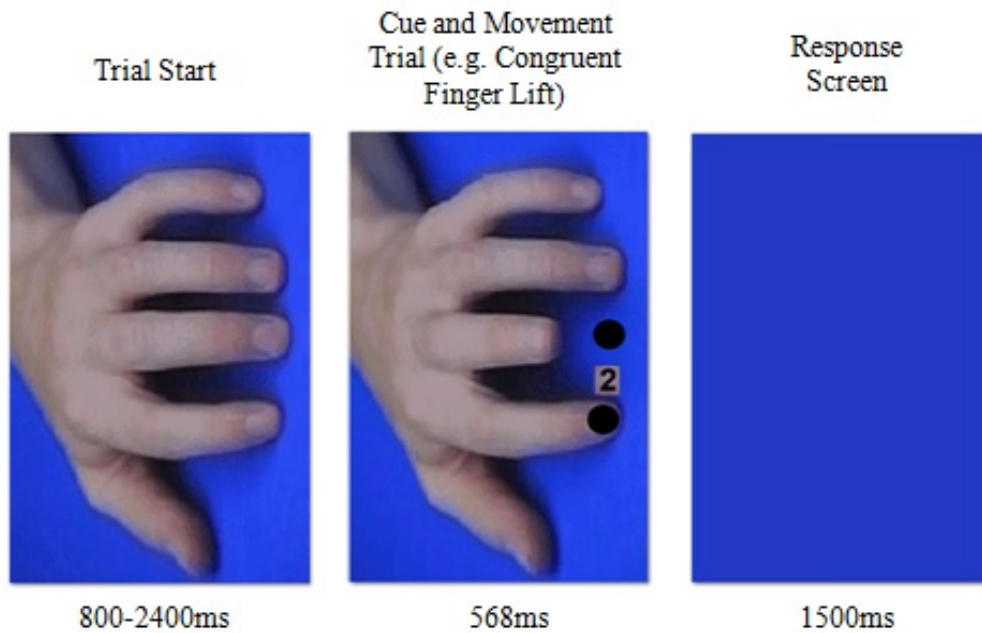 Trial Start
Cue and Movement
Trial (e.g. Congruent
Finger Lift)
Response
Screen
2
800-2400ms
568ms
1500ms